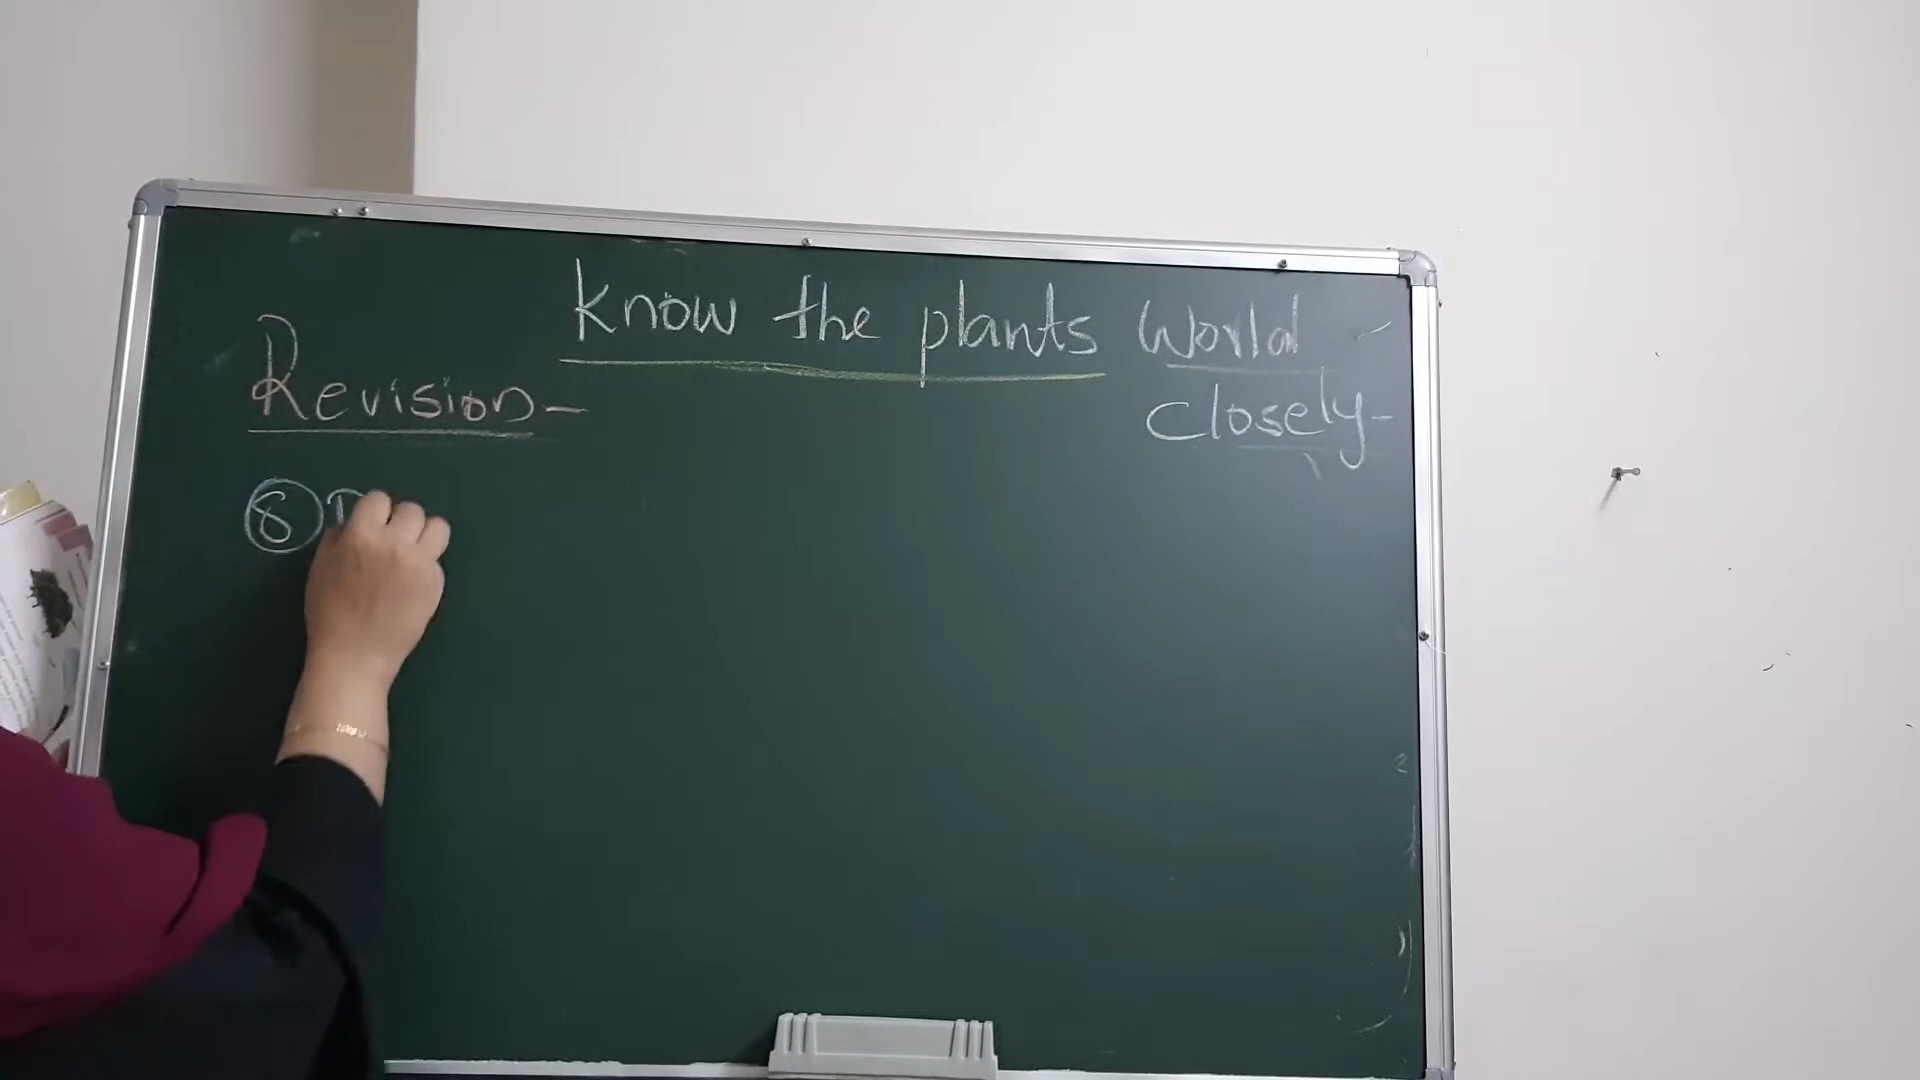 Know the plants World
closely-
Revision-
8